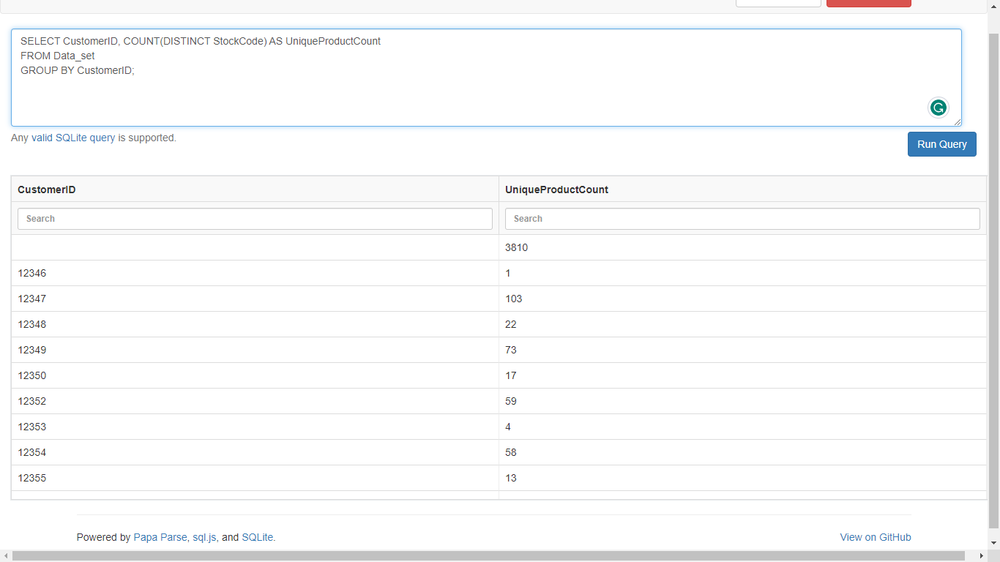 SELECT CustomerID, COUNT(DISTINCT StockCode) AS UniqueProductCount
FROM Data_set
GROUP BY CustomerID;
Any valid SQLite query is supported.
Run Query
CustomerID UniqueProductCount
Search Search
3810
12346 1
12347 103
12348 22
12349 73
12350 17
12352 59
12353 4
12354 58
12355 13
Powered by Papa Parse, sql.js, and SQLite. View on GitHub